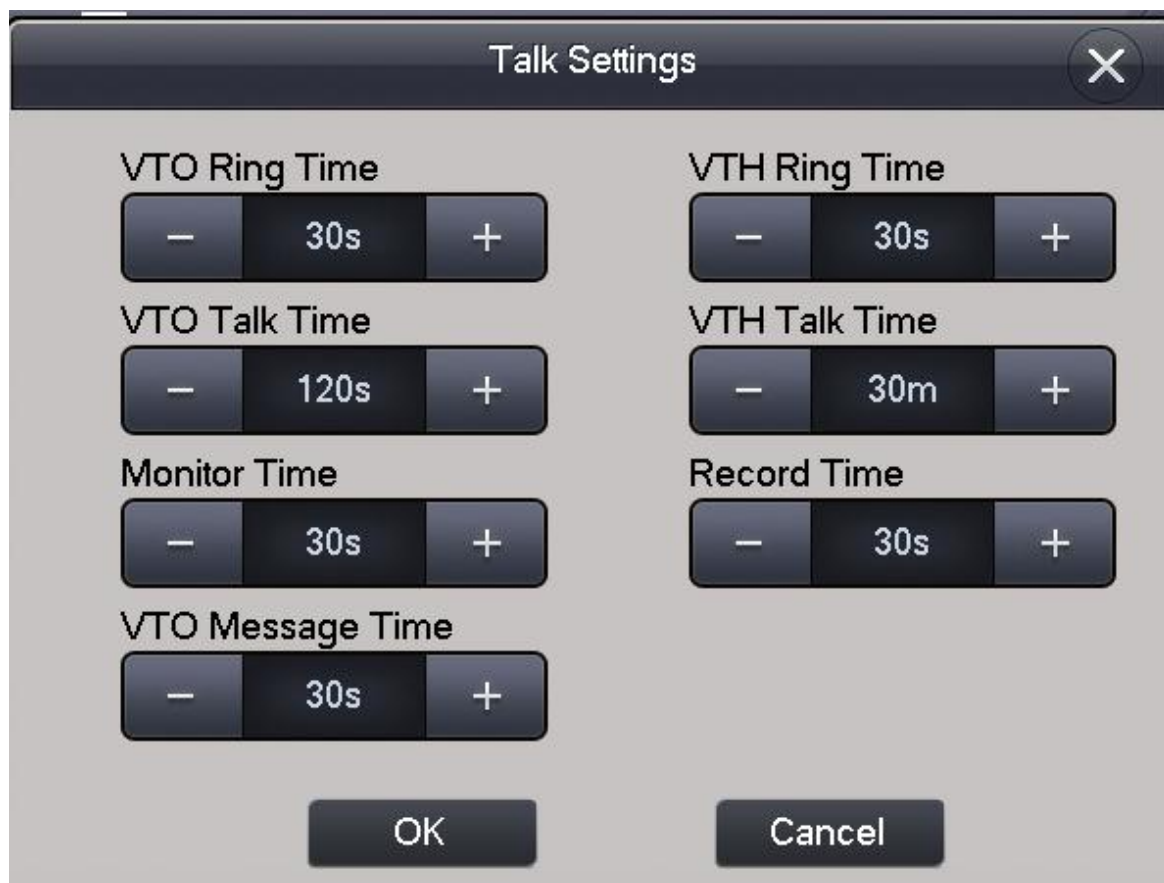 Talk Settings
VTO Ring Time
VTH Ring Time
− 30s +
− 30s +
VTO Talk Time
VTH Talk Time
− 120s +
− 30m +
Monitor Time
Record Time
− 30s +
− 30s +
VTO Message Time
− 30s +
OK
Cancel